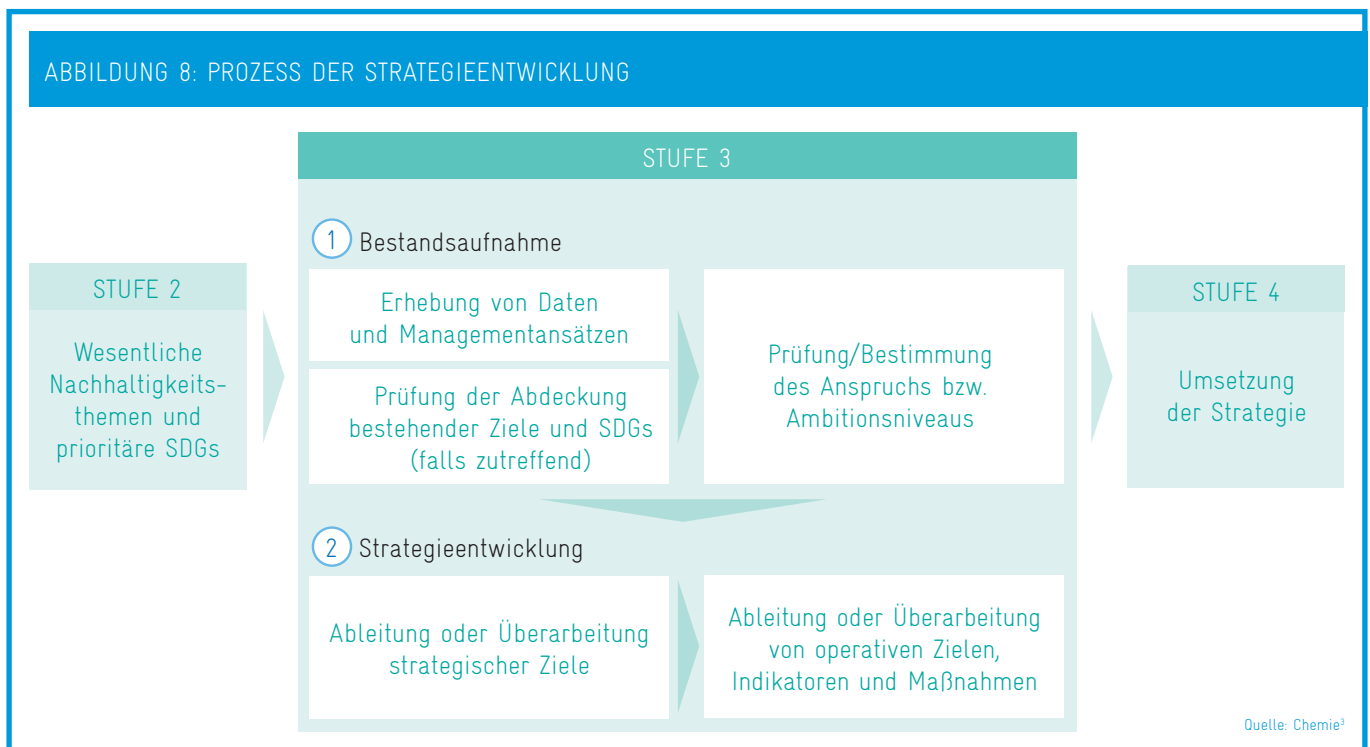 ABBILDUNG 8: PROZESS DER STRATEGIEENTWICKLUNG
STUFE 2
Wesentliche
Nachhaltigkeits-
themen und
prioritäre SDGs
STUFE 3
1 Bestandsaufnahme
Erhebung von Daten
und Managementansätzen
Prüfung der Abdeckung
bestehender Ziele und SDGs
(falls zutreffend)
Prüfung/Bestimmung
des Anspruchs bzw.
Ambitionsniveaus
2 Strategieentwicklung
Ableitung oder Überarbeitung
strategischer Ziele
Ableitung oder Überarbeitung
von operativen Zielen,
Indikatoren und Maßnahmen
STUFE 4
Umsetzung
der Strategie
Quelle: Chemie³